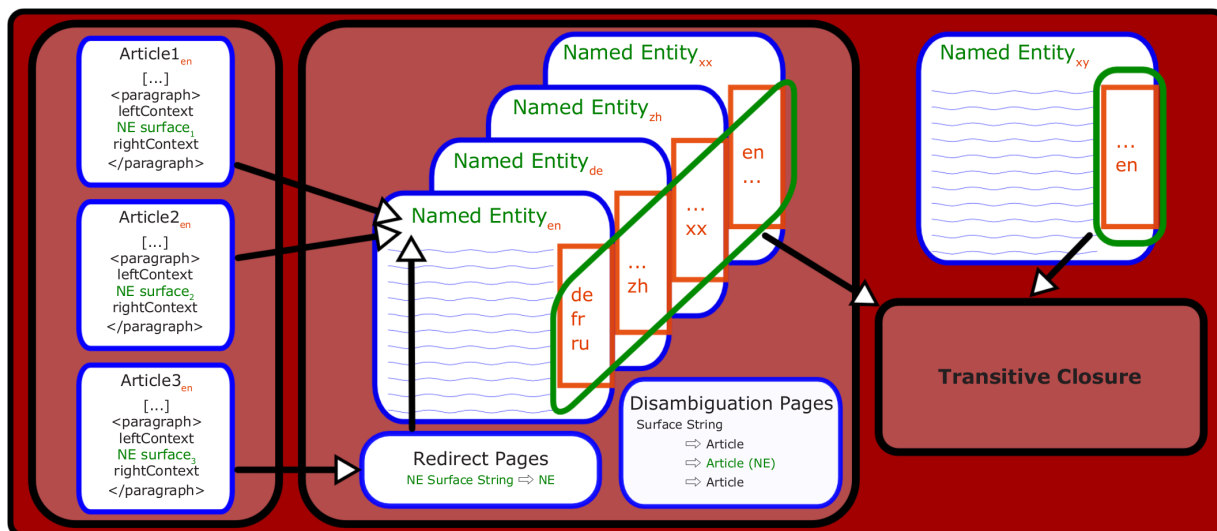 Article1en
[...]
<paragraph>
leftContext
NE surface1
rightContext
</paragraph>
Article2en
[...]
<paragraph>
leftContext
NE surface2
rightContext
</paragraph>
Article3en
[...]
<paragraph>
leftContext
NE surface3
rightContext
</paragraph>
Named Entityxx
Named Entityzh
Named Entityde
Named Entityen
en
...
...
xx
...
zh
de
fr
ru
Redirect Pages
NE Surface String ⇨ NE
Disambiguation Pages
Surface String
⇨ Article
⇨ Article (NE)
⇨ Article
Named Entityxy
...
en
Transitive Closure